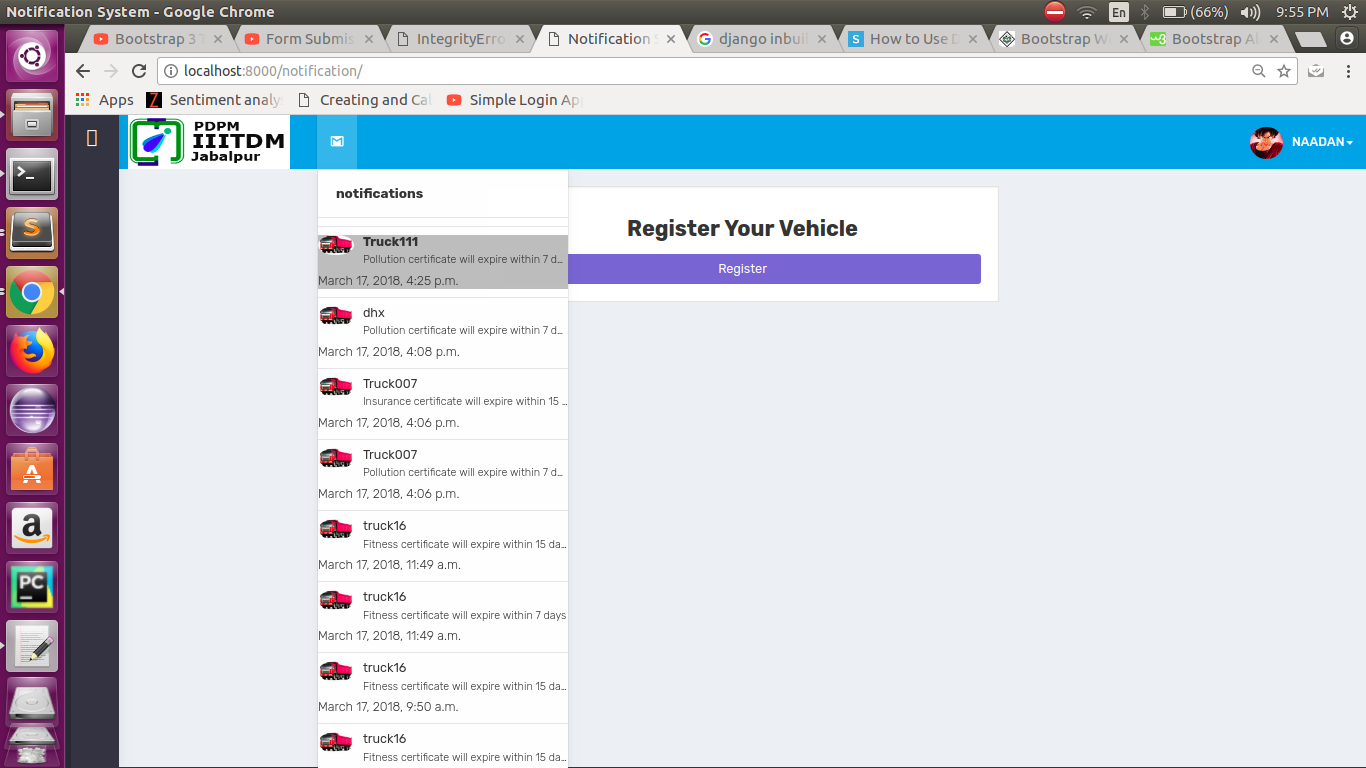 Notification System - Google Chrome
En
(66%)
9:55 PM
Bootstrap 3 T
Form Submis
IntegrityErro
Notification S
django inbuil
How to Use D
Bootstrap W
Bootstrap Al
localhost:8000/notification/
Apps
Sentiment analy
Creating and Cal
Simple Login Ap
PDPM
IIITDM
Jabalpur
NAADAN
notifications
Register Your Vehicle
Register
Truck111
Pollution certificate will expire within 7 d...
March 17, 2018, 4:25 p.m.
dhx
Pollution certificate will expire within 7 d...
March 17, 2018, 4:08 p.m.
Truck007
Insurance certificate will expire within 15 ...
March 17, 2018, 4:06 p.m.
Truck007
Pollution certificate will expire within 7 d...
March 17, 2018, 4:06 p.m.
truck16
Fitness certificate will expire within 15 da...
March 17, 2018, 11:49 a.m.
truck16
Fitness certificate will expire within 7 days
March 17, 2018, 11:49 a.m.
truck16
Fitness certificate will expire within 15 da...
March 17, 2018, 9:50 a.m.
truck16
Fitness certificate will expire within 15 da...